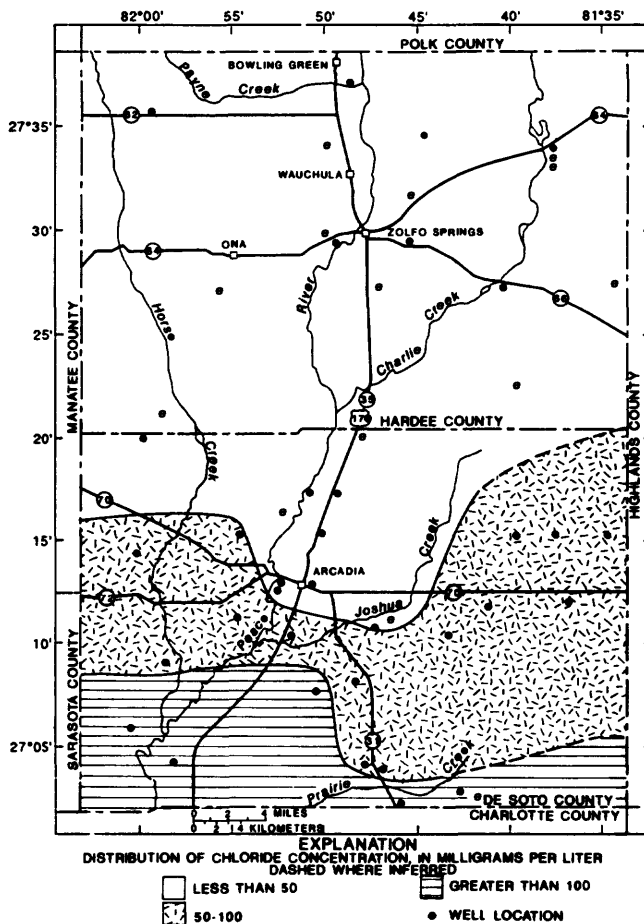 82°00' 55' 50' 45' 40' 81°35'
POLK COUNTY
BOWLING GREEN
Payne Creek
27°35'
62
64
WAUCHULA
30'
ZOLFO SPRINGS
64
ONA
66
River
Horse
Creek
Charlie
25'
MANATEE COUNTY
HIGHLANDS COUNTY
35
17
HARDEE COUNTY
20'
Creek
70
Creek
15'
ARCADIA
72
70
Joshua
10'
Peace
SARASOTA COUNTY
27°05'
31
Creek
Prairie
DE SOTO COUNTY
CHARLOTTE COUNTY
0 2 4 MILES
0 2 4 KILOMETERS
EXPLANATION
DISTRIBUTION OF CHLORIDE CONCENTRATION, IN MILLIGRAMS PER LITER
DASHED WHERE INFERRED
LESS THAN 50
GREATER THAN 100
50-100
WELL LOCATION